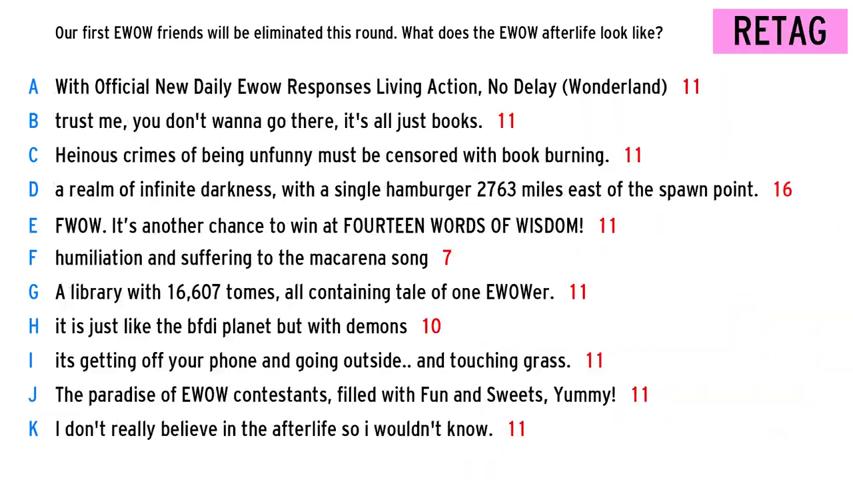 Our first EWOW friends will be eliminated this round. What does the EWOW afterlife look like?
RETAG
A With Official New Daily Ewow Responses Living Action, No Delay (Wonderland) 11
B trust me, you don't wanna go there, it's all just books. 11
C Heinous crimes of being unfunny must be censored with book burning. 11
D a realm of infinite darkness, with a single hamburger 2763 miles east of the spawn point. 16
E FWOW. It’s another chance to win at FOURTEEN WORDS OF WISDOM! 11
F humiliation and suffering to the macarena song 7
G A library with 16,607 tomes, all containing tale of one EWOWer. 11
H it is just like the bfdi planet but with demons 10
I its getting off your phone and going outside.. and touching grass. 11
J The paradise of EWOW contestants, filled with Fun and Sweets, Yummy! 11
K I don't really believe in the afterlife so i wouldn't know. 11